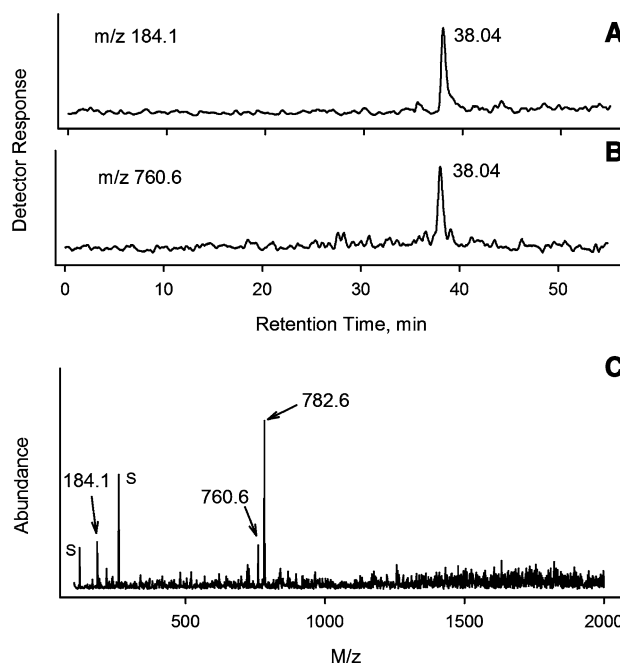 A
m/z 184.1
38.04
B
m/z 760.6
38.04
Detector Response
0 10 20 30 40 50
Retention Time, min
C
782.6
184.1
S
760.6
S
Abundance
500 1000 1500 2000
M/z